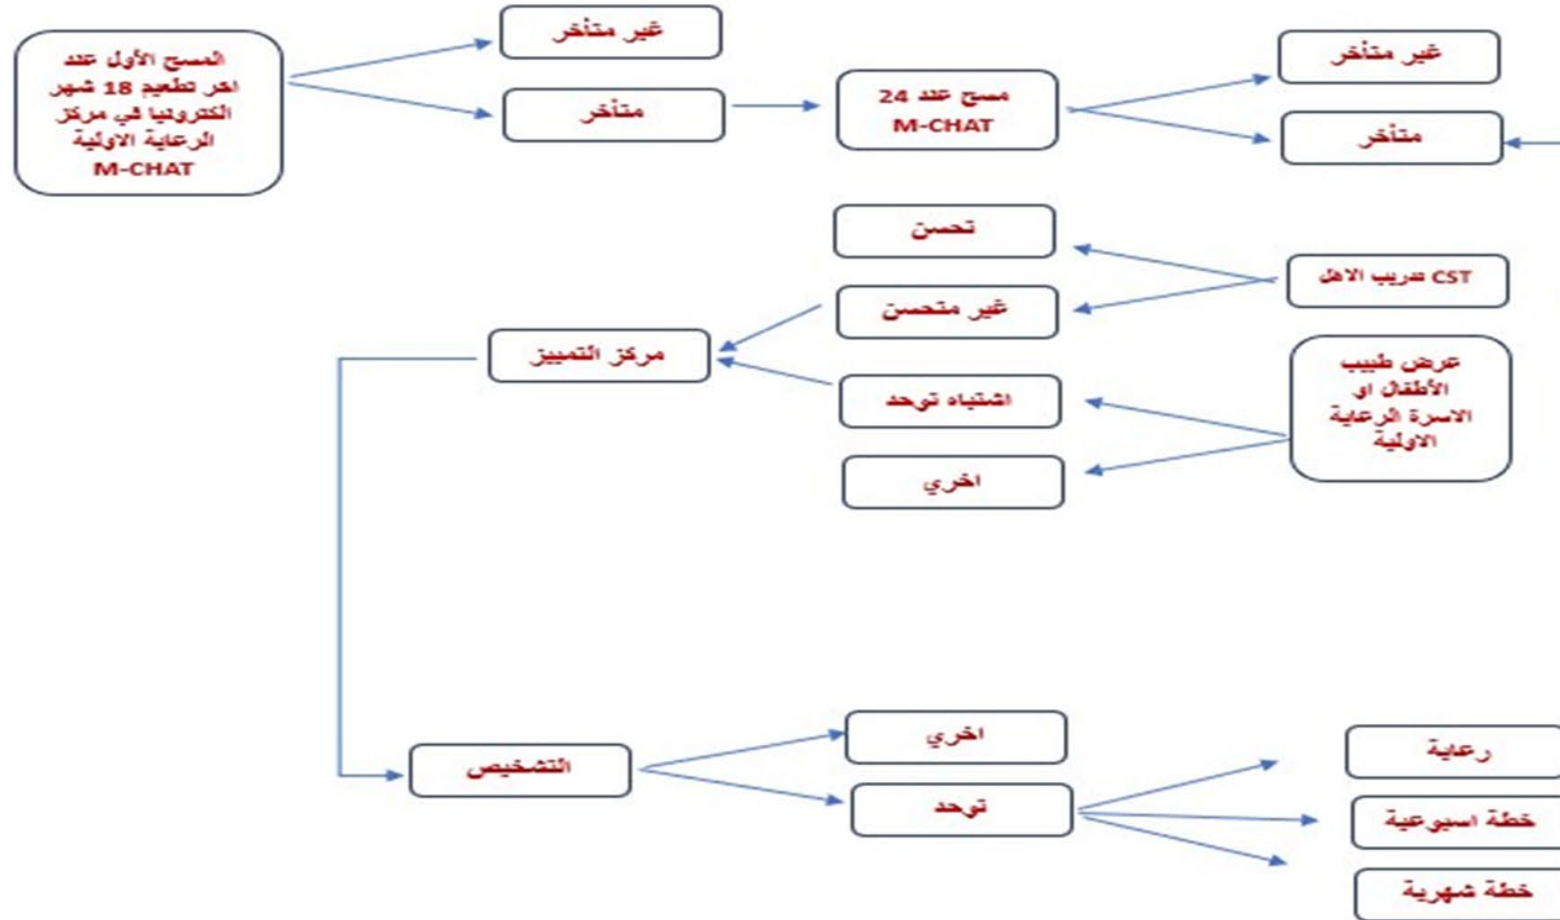 المسح الأول عند
اخر تطعيم 18 شهر
الكترونيا في مركز
الرعاية الاولية
M-CHAT
غير متأخر
متأخر
مسح عند 24
M-CHAT
غير متأخر
متأخر
CST تدريب الاهل
تحسن
غير متحسن
عرض طبيب
الأطفال او
الاسرة الرعاية
الاولية
اشتباه توحد
اخري
مركز التمييز
التشخيص
اخري
توحد
رعاية
خطة اسبوعية
خطة شهرية